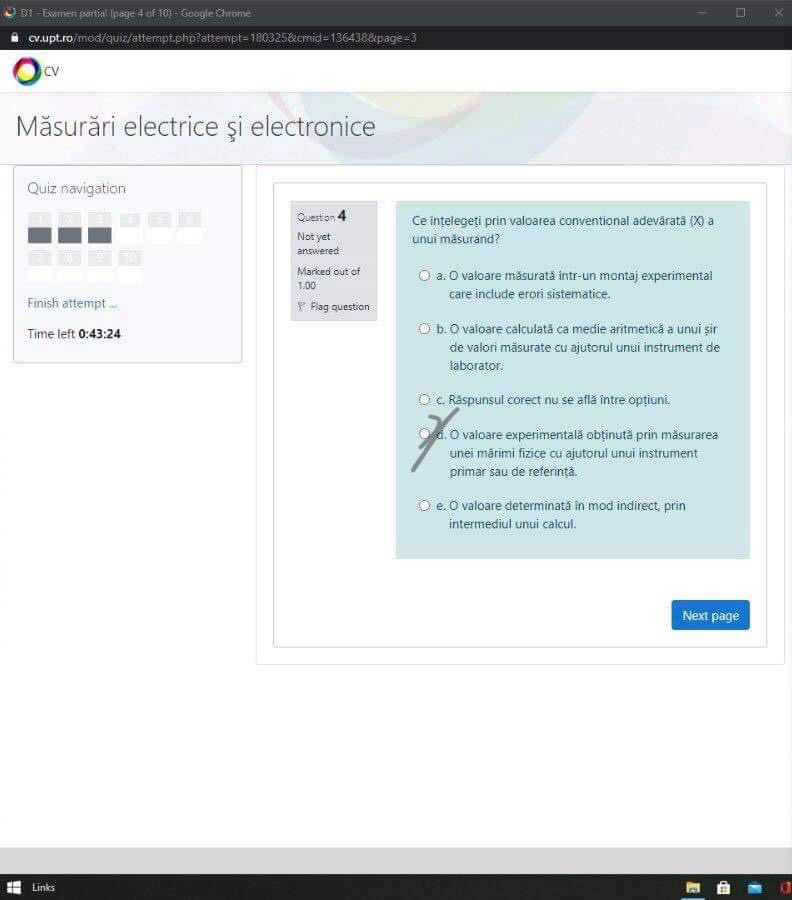 D1 - Examen partial (page 4 of 10) - Google Chrome
cv.upt.ro/mod/quiz/attempt.php?attempt=180325&cmid=136438&page=3
CV
Măsurări electrice și electronice
Quiz navigation
1 2 3 4 5 6
7 8 9 10
Finish attempt ...
Time left 0:43:24
Question 4
Not yet
answered
Marked out of
1.00
Flag question
Ce înțelegeți prin valoarea convențional adevărată (X) a
unui măsurand?
a. O valoare măsurată într-un montaj experimental
care include erori sistematice.
b. O valoare calculată ca medie aritmetică a unui șir
de valori măsurate cu ajutorul unui instrument de
laborator.
c. Răspunsul corect nu se află între opțiuni.
d. O valoare experimentală obținută prin măsurarea
unei mărimi fizice cu ajutorul unui instrument
primar sau de referință.
e. O valoare determinată în mod indirect, prin
intermediul unui calcul.
Next page
Links